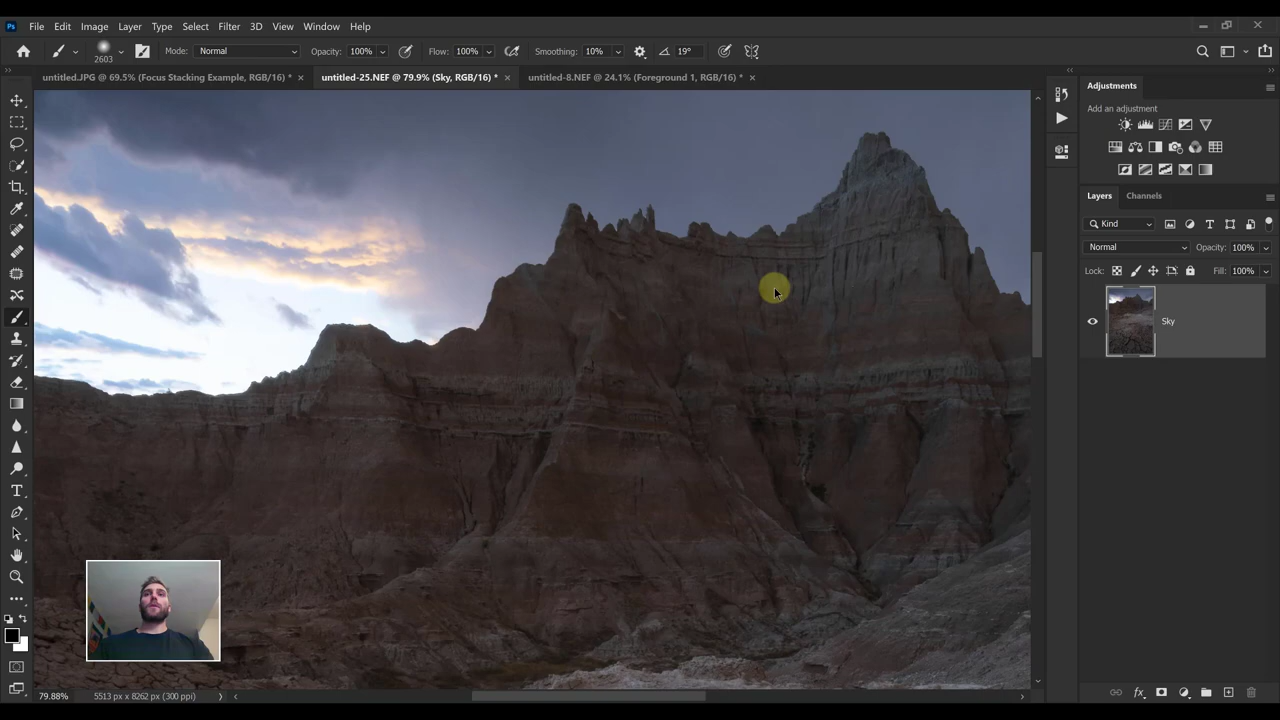 Ps File Edit Image Layer Type Select Filter 3D View Window Help
2603 Mode: Normal Opacity: 100% Flow: 100% Smoothing: 10% 19°
untitled.JPG @ 69.5% (Focus Stacking Example, RGB/16) * × untitled-25.NEF @ 79.9% (Sky, RGB/16) * × untitled-8.NEF @ 24.1% (Foreground 1, RGB/16) * ×
Adjustments
Add an adjustment
Layers Channels
Kind
Normal Opacity: 100%
Lock: Fill: 100%
Sky
79.88% 5513 px x 8262 px (300 ppi)